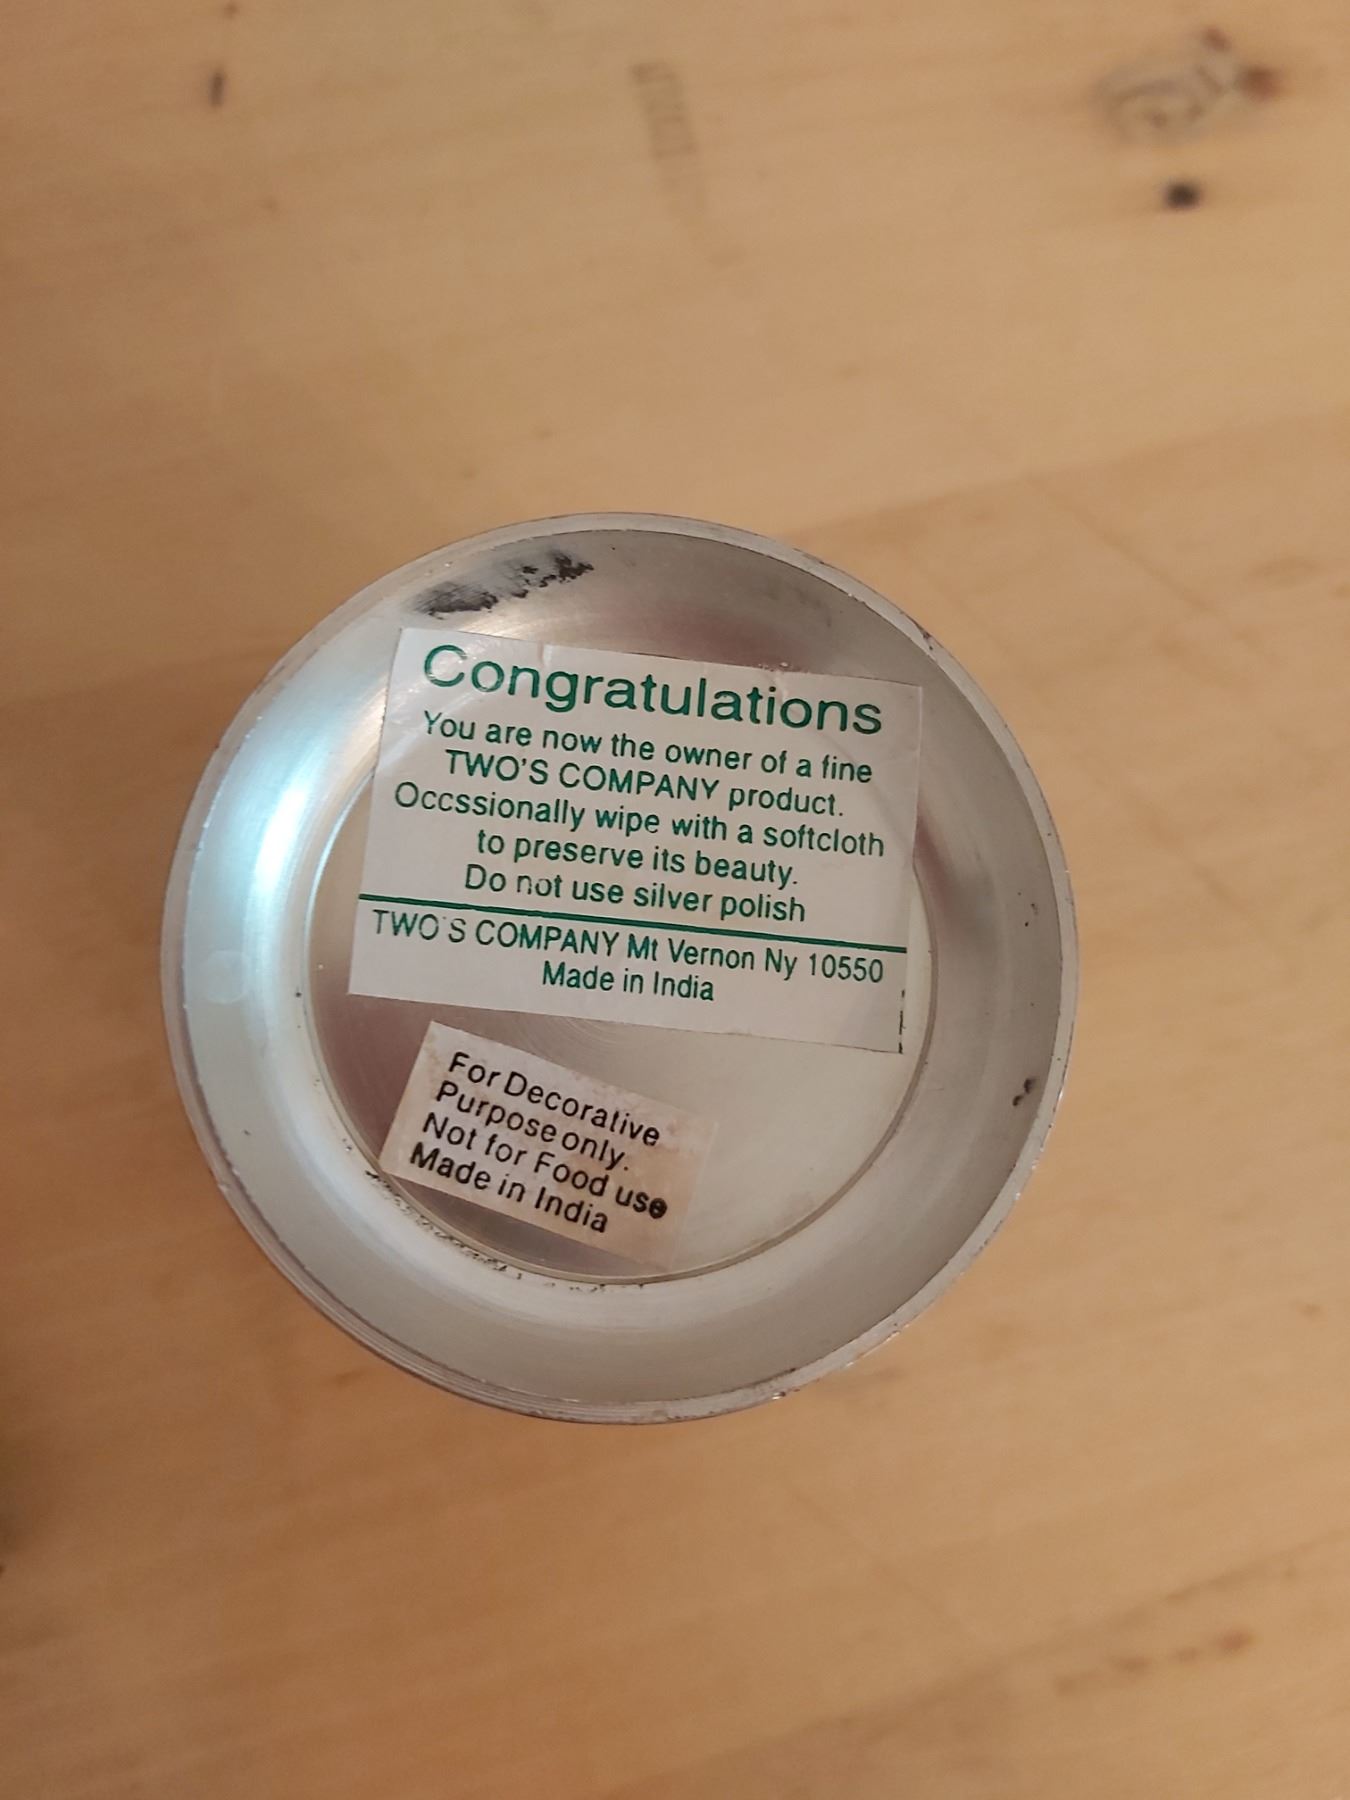 Congratulations
You are now the owner of a fine
TWO'S COMPANY product.
Occssionally wipe with a softcloth
to preserve its beauty.
Do not use silver polish
TWO'S COMPANY Mt Vernon Ny 10550
Made in India
For Decorative
Purpose only.
Not for Food use
Made in India